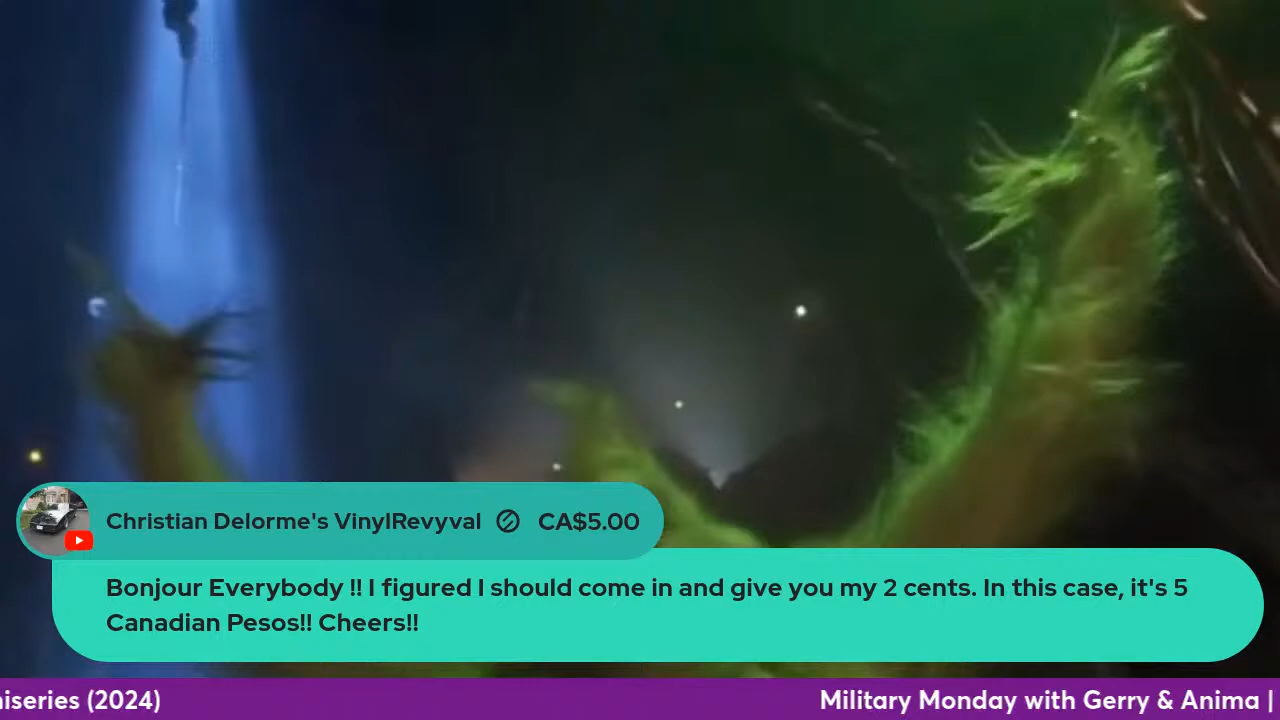 Christian Delorme's VinylRevyval CA$5.00
Bonjour Everybody !! I figured I should come in and give you my 2 cents. In this case, it's 5
Canadian Pesos!! Cheers!!
iseries (2024) Military Monday with Gerry & Anima |